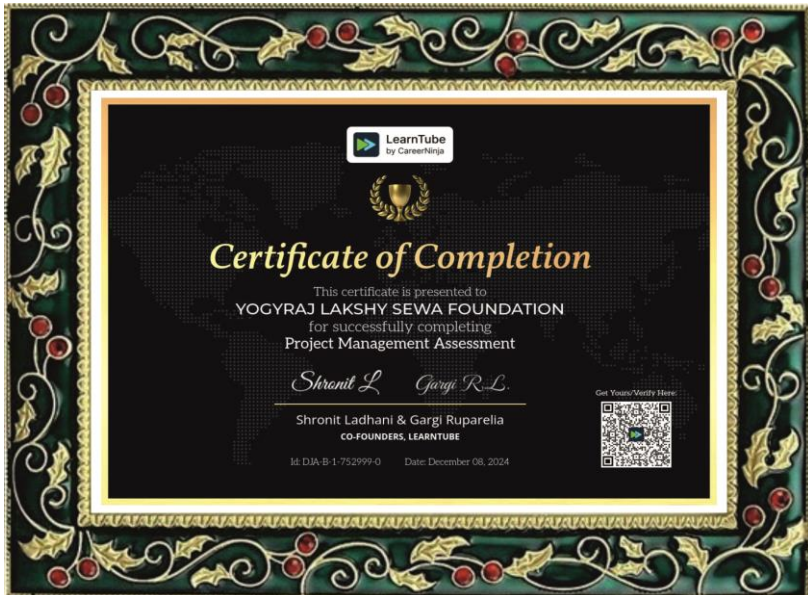 LearnTube
by CareerNinja
Certificate of Completion
This certificate is presented to
YOGYRAJ LAKSHY SEWA FOUNDATION
for successfully completing
Project Management Assessment
Shronit L Gargi R.L.
Shronit Ladhani & Gargi Ruparelia
CO-FOUNDERS, LEARNTUBE
Id: DJA-B-1-752999-0 Date: December 08, 2024
Get Yours/Verify Here: